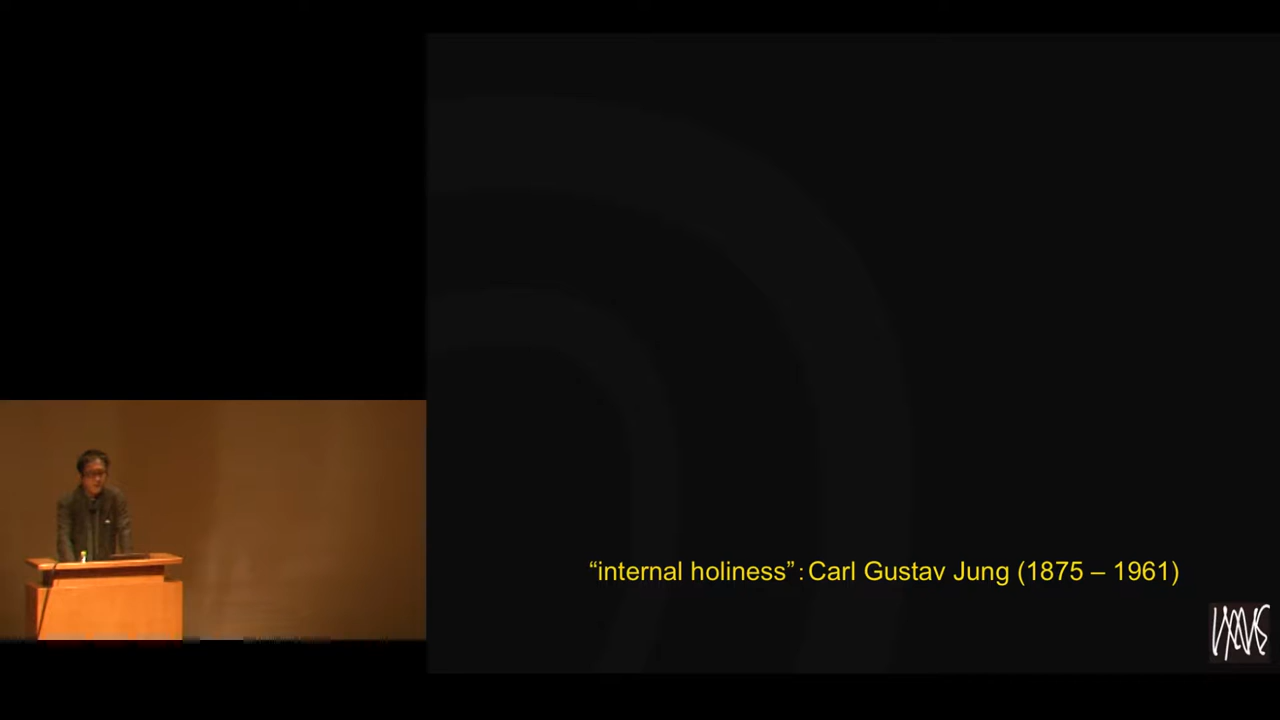 “internal holiness”：Carl Gustav Jung (1875 – 1961)